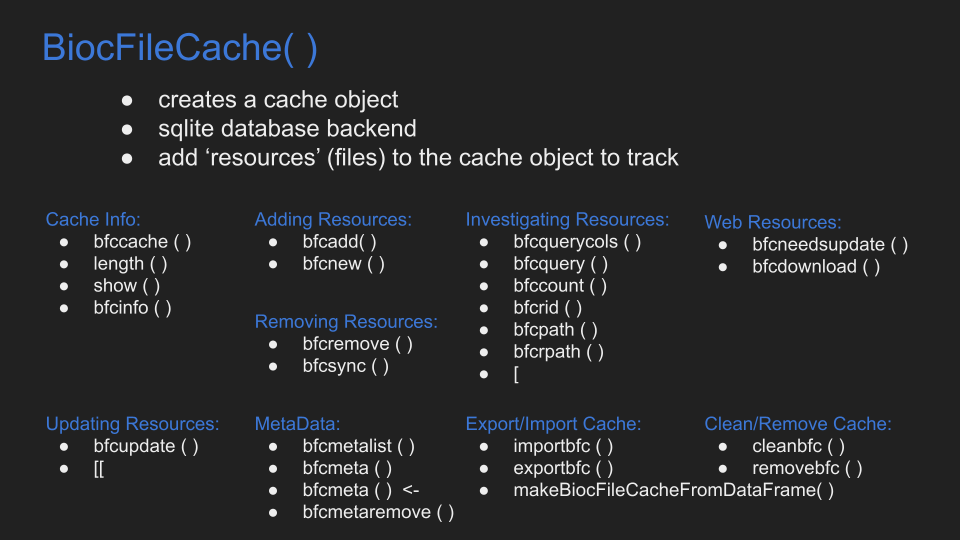 BiocFileCache( )
● creates a cache object
● sqlite database backend
● add ‘resources’ (files) to the cache object to track
Cache Info:
● bfccache ( )
● length ( )
● show ( )
● bfcinfo ( )
Adding Resources:
● bfcadd( )
● bfcnew ( )
Removing Resources:
● bfcremove ( )
● bfcsync ( )
Investigating Resources:
● bfcquerycols ( )
● bfcquery ( )
● bfccount ( )
● bfcrid ( )
● bfcpath ( )
● bfcrpath ( )
● [
Web Resources:
● bfcneedsupdate ( )
● bfcdownload ( )
Updating Resources:
● bfcupdate ( )
● [[
MetaData:
● bfcmetalist ( )
● bfcmeta ( )
● bfcmeta ( ) <-
● bfcmetaremove ( )
Export/Import Cache:
● importbfc ( )
● exportbfc ( )
● makeBiocFileCacheFromDataFrame( )
Clean/Remove Cache:
● cleanbfc ( )
● removebfc ( )